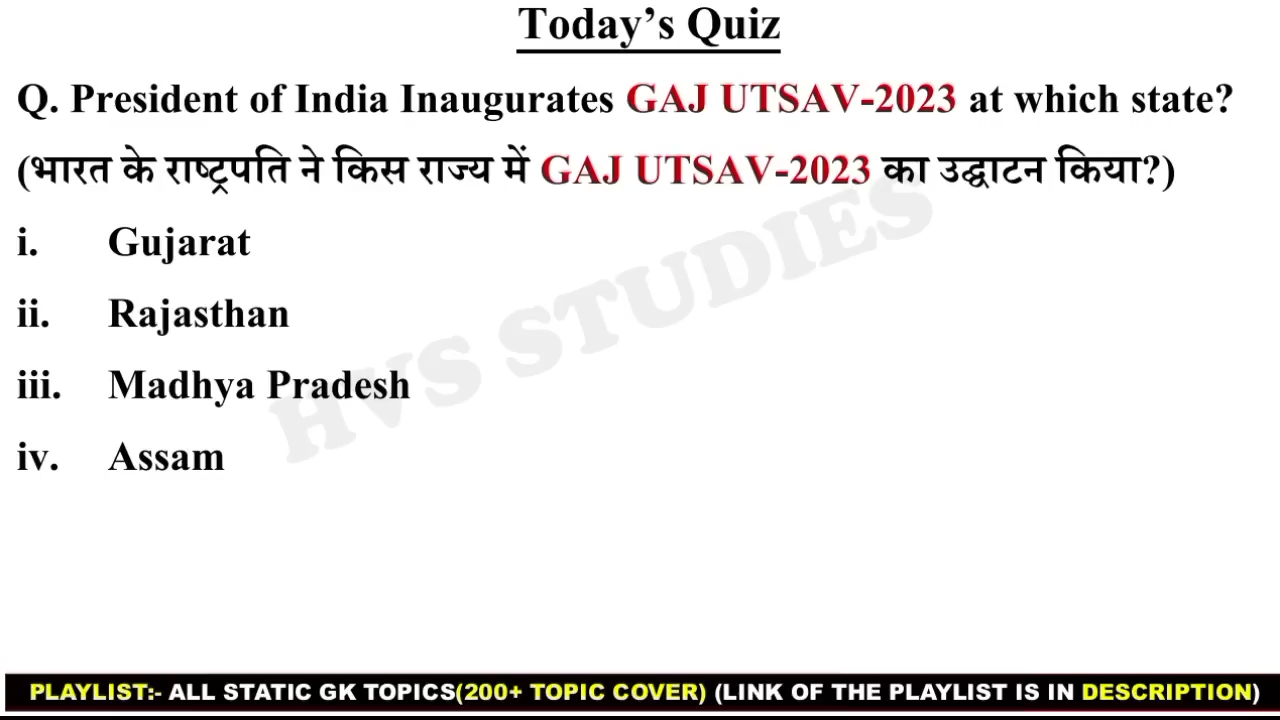 Today’s Quiz
Q. President of India Inaugurates GAJ UTSAV-2023 at which state?
(भारत के राष्ट्रपति ने किस राज्य में GAJ UTSAV-2023 का उद्घाटन किया?)
i. Gujarat
ii. Rajasthan
iii. Madhya Pradesh
iv. Assam
HVS STUDIES
PLAYLIST:- ALL STATIC GK TOPICS(200+ TOPIC COVER) (LINK OF THE PLAYLIST IS IN DESCRIPTION)